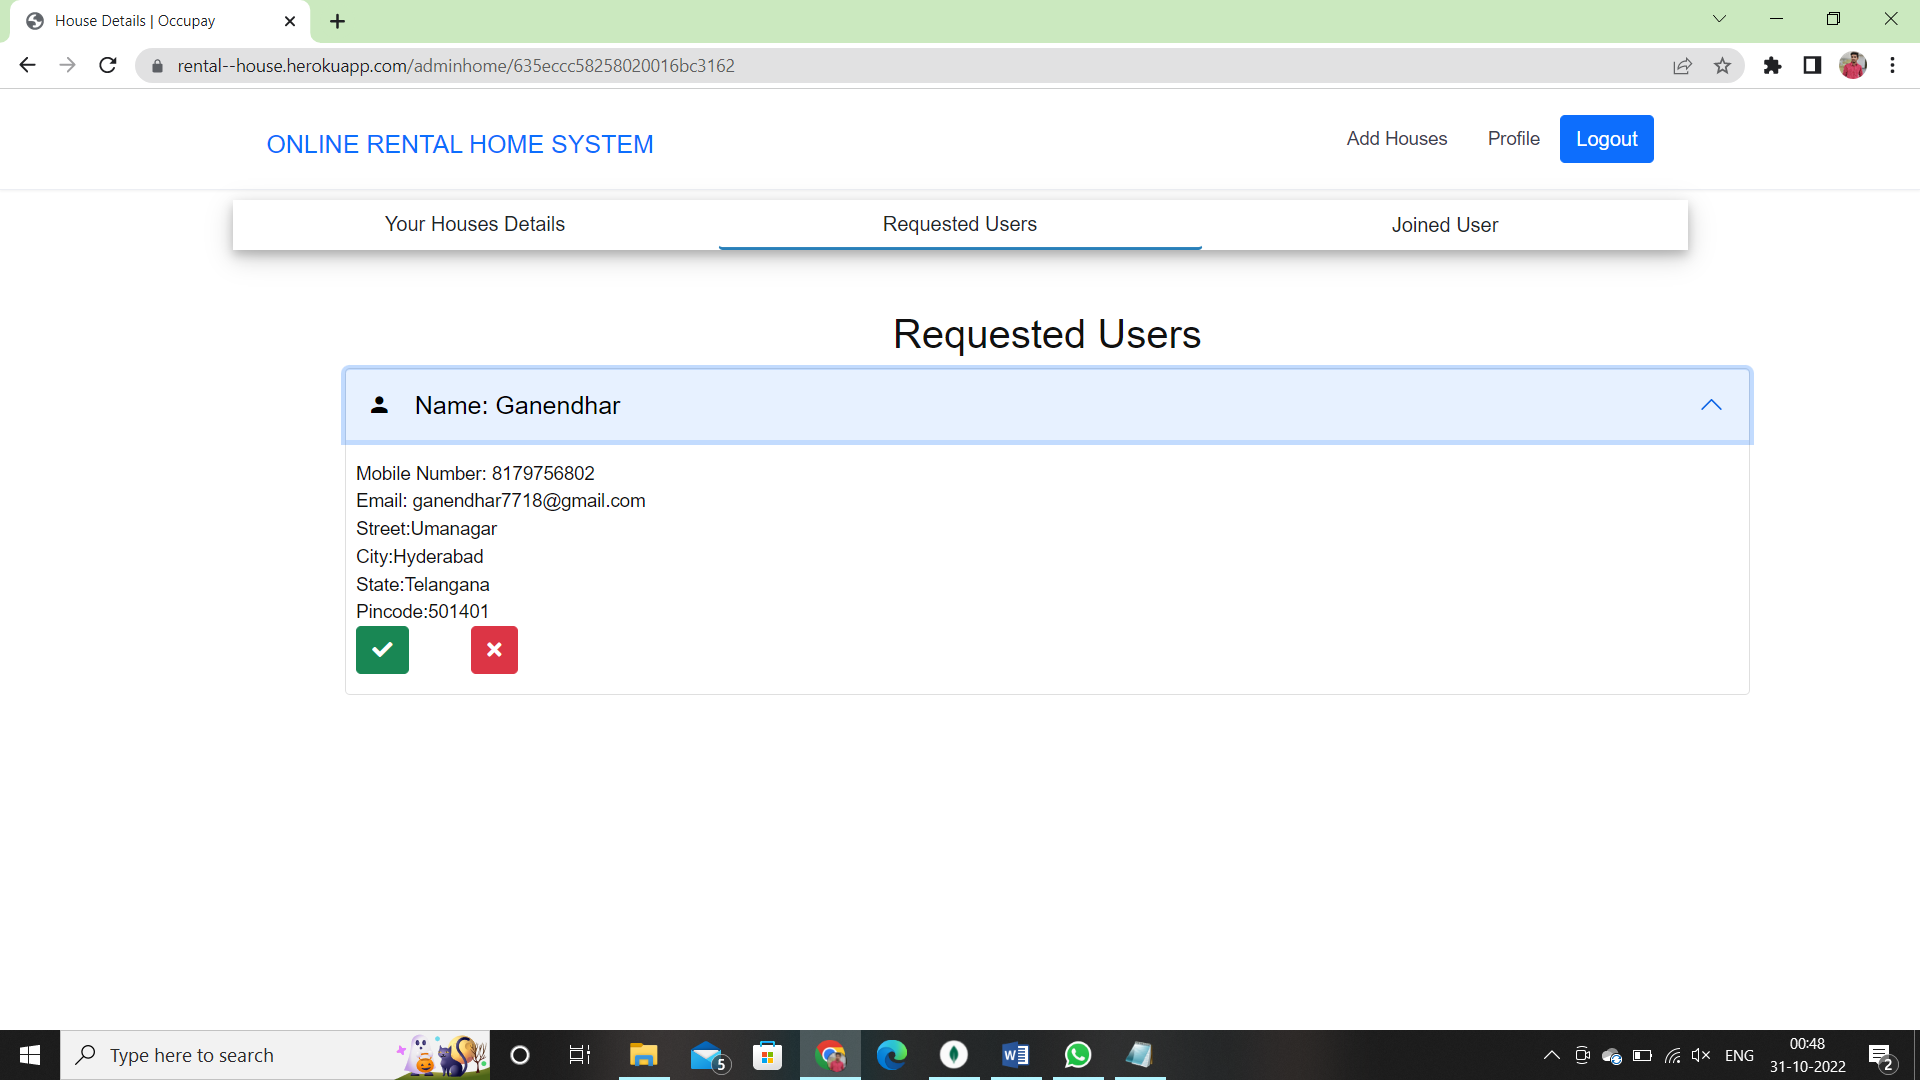 House Details | Occupay
rental--house.herokuapp.com/adminhome/635eccc58258020016bc3162
ONLINE RENTAL HOME SYSTEM
Add Houses
Profile
Logout
Your Houses Details
Requested Users
Joined User
Requested Users
Name: Ganendhar
Mobile Number: 8179756802
Email: ganendhar7718@gmail.com
Street:Umanagar
City:Hyderabad
State:Telangana
Pincode:501401
Type here to search
5
W
ENG
00:48
31-10-2022
2